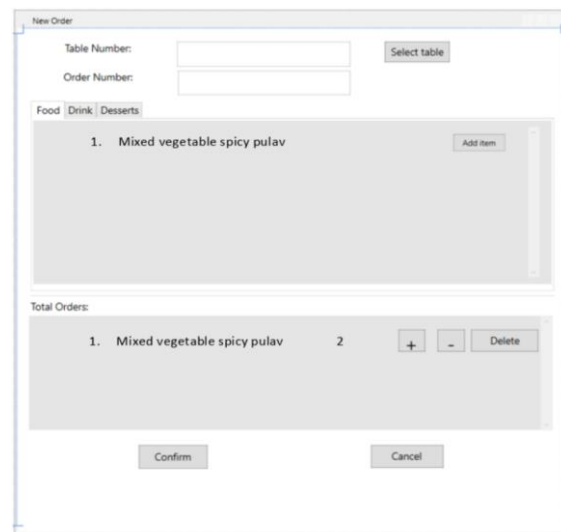 New Order
Table Number:
Select table
Order Number:
Food Drink Desserts
1. Mixed vegetable spicy pulav Add item
Total Orders:
1. Mixed vegetable spicy pulav 2 + - Delete
Confirm Cancel